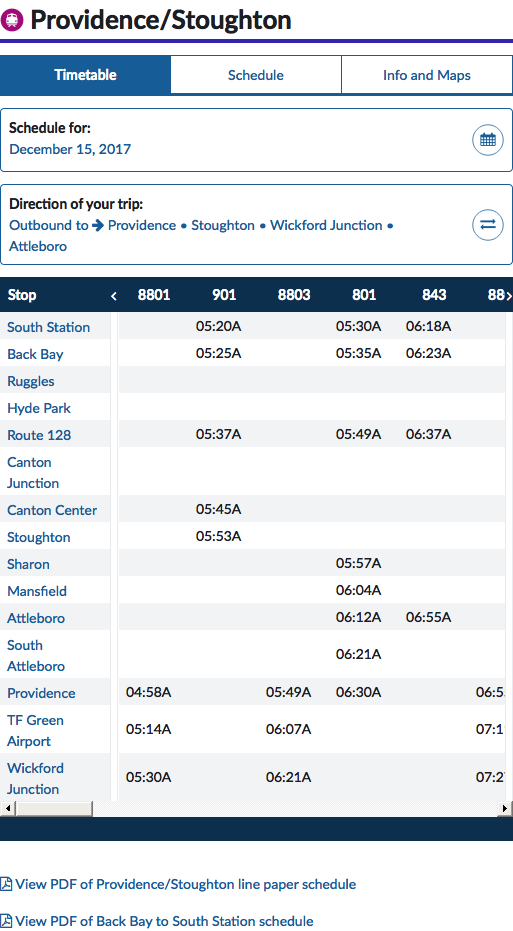 Providence/Stoughton
Timetable Schedule Info and Maps
Schedule for:
December 15, 2017
Direction of your trip:
Outbound to → Providence • Stoughton • Wickford Junction •
Attleboro
Stop < 8801 901 8803 801 843 88>
South Station 05:20A 05:30A 06:18A
Back Bay 05:25A 05:35A 06:23A
Ruggles
Hyde Park
Route 128 05:37A 05:49A 06:37A
Canton
Junction
Canton Center 05:45A
Stoughton 05:53A
Sharon 05:57A
Mansfield 06:04A
Attleboro 06:12A 06:55A
South
Attleboro 06:21A
Providence 04:58A 05:49A 06:30A 06:5
TF Green
Airport 05:14A 06:07A 07:1
Wickford
Junction 05:30A 06:21A 07:2
View PDF of Providence/Stoughton line paper schedule
View PDF of Back Bay to South Station schedule